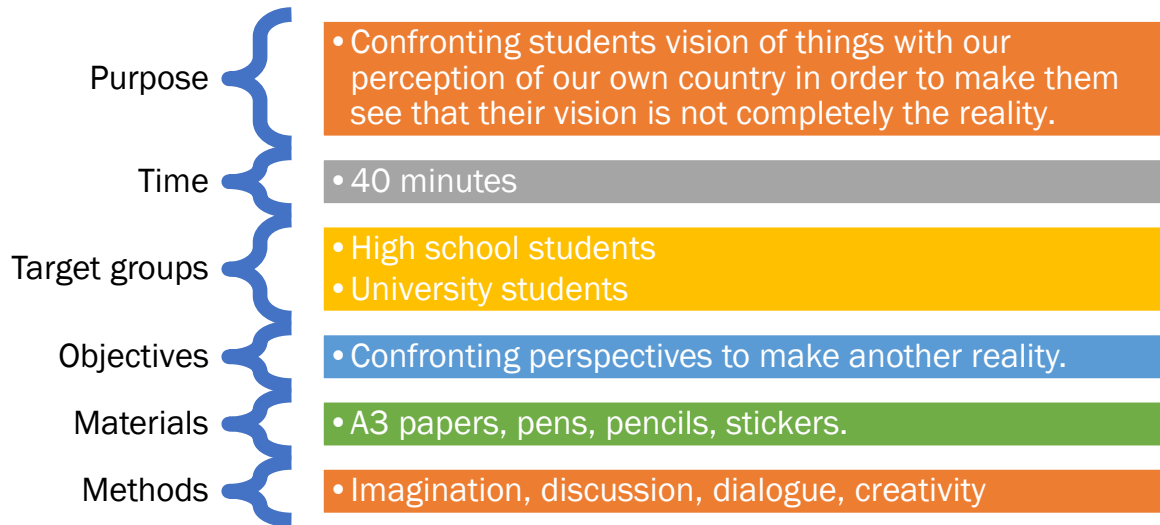 Purpose
• Confronting students vision of things with our
perception of our own country in order to make them
see that their vision is not completely the reality.
Time
• 40 minutes
Target groups
• High school students
• University students
Objectives
• Confronting perspectives to make another reality.
Materials
• A3 papers, pens, pencils, stickers.
Methods
• Imagination, discussion, dialogue, creativity